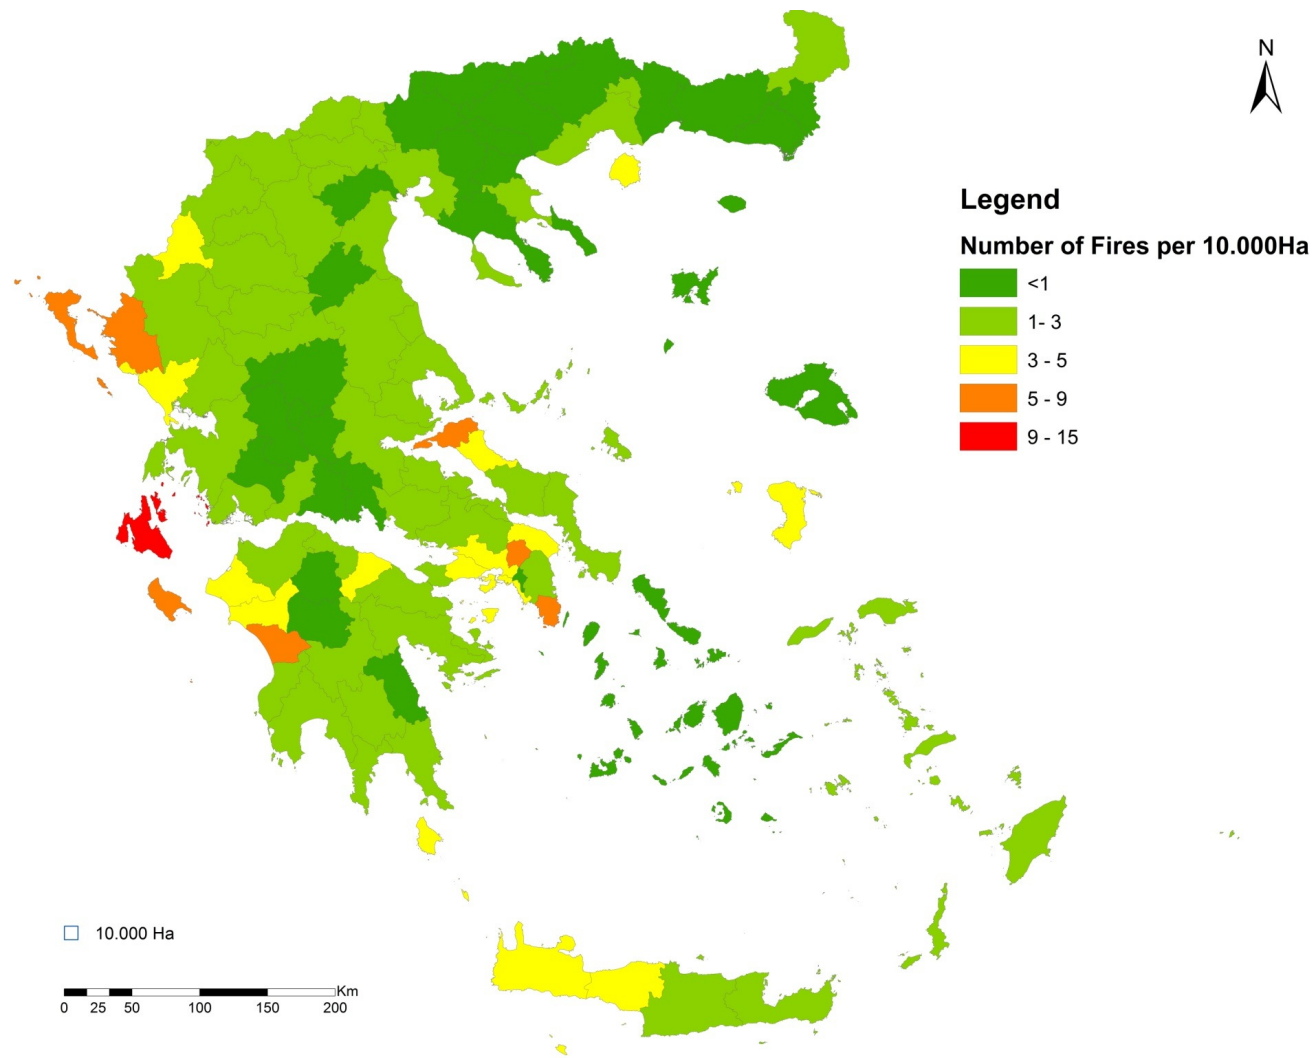 N
Legend
Number of Fires per 10.000Ha
<1
1- 3
3 - 5
5 - 9
9 - 15
10.000 Ha
Km
0 25 50 100 150 200